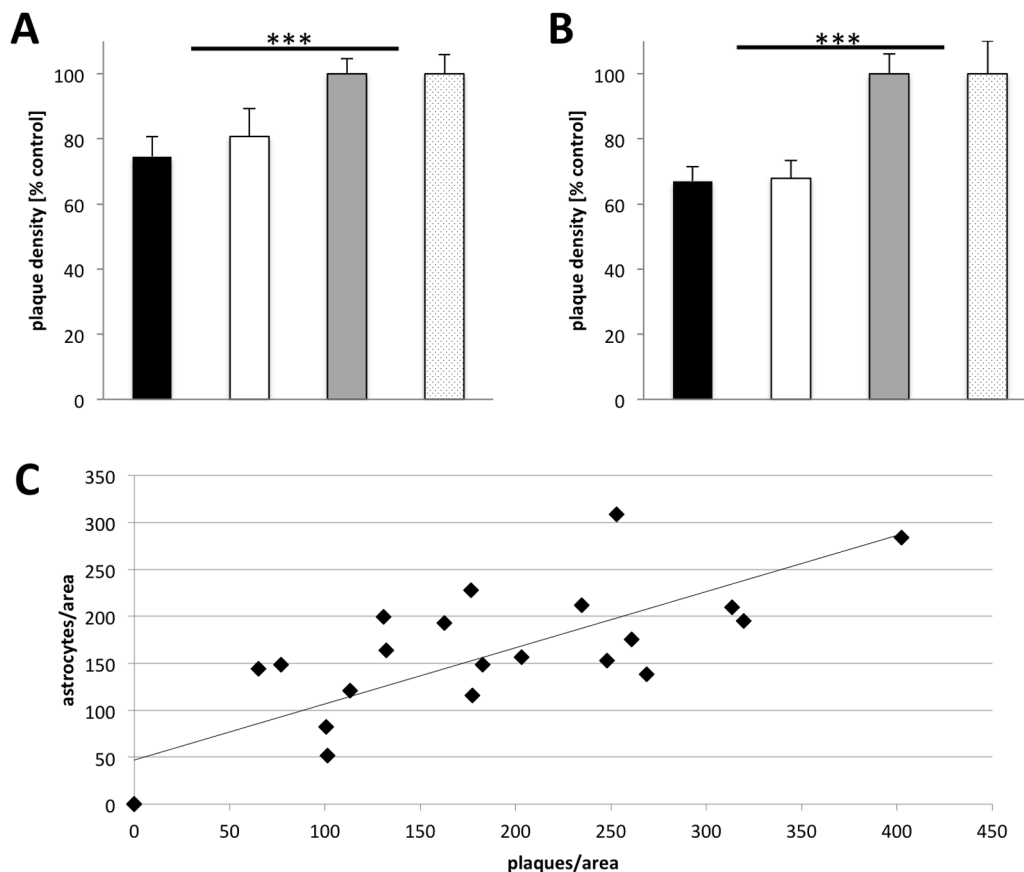 A
***
plaque density [% control]
100
80
60
40
20
0
B
***
plaque density [% control]
100
80
60
40
20
0
C
astrocytes/area
350
300
250
200
150
100
50
0
0 50 100 150 200 250 300 350 400 450
plaques/area